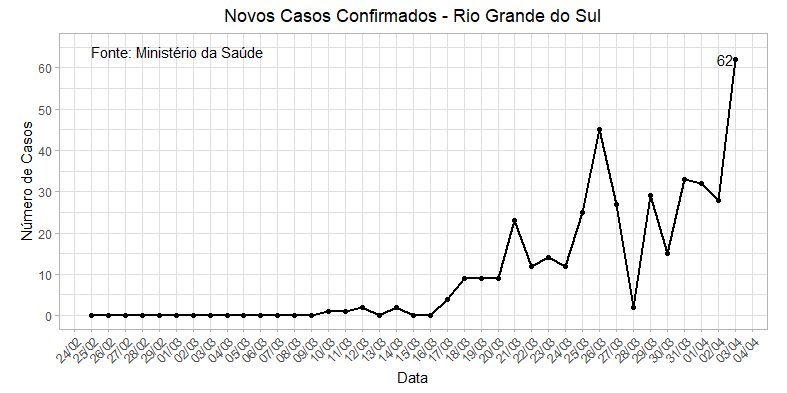 Novos Casos Confirmados - Rio Grande do Sul
Fonte: Ministério da Saúde
62
Número de Casos
60
50
40
30
20
10
0
24/02 25/02 26/02 27/02 28/02 29/02 01/03 02/03 03/03 04/03 05/03 06/03 07/03 08/03 09/03 10/03 11/03 12/03 13/03 14/03 15/03 16/03 17/03 18/03 19/03 20/03 21/03 22/03 23/03 24/03 25/03 26/03 27/03 28/03 29/03 30/03 31/03 01/04 02/04 03/04 04/04
Data